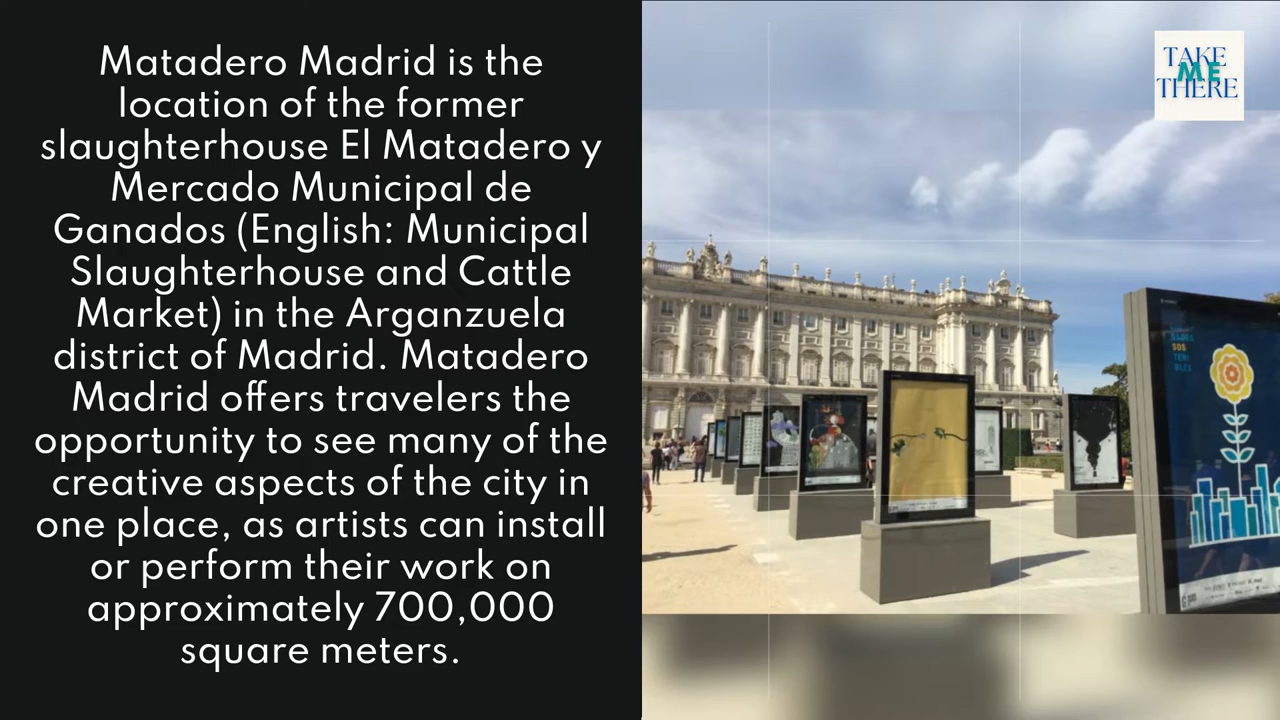 Matadero Madrid is the
location of the former
slaughterhouse El Matadero y
Mercado Municipal de
Ganados (English: Municipal
Slaughterhouse and Cattle
Market) in the Arganzuela
district of Madrid. Matadero
Madrid offers travelers the
opportunity to see many of the
creative aspects of the city in
one place, as artists can install
or perform their work on
approximately 700,000
square meters.
TAKE
ME
THERE
SOS
TENI
BLES